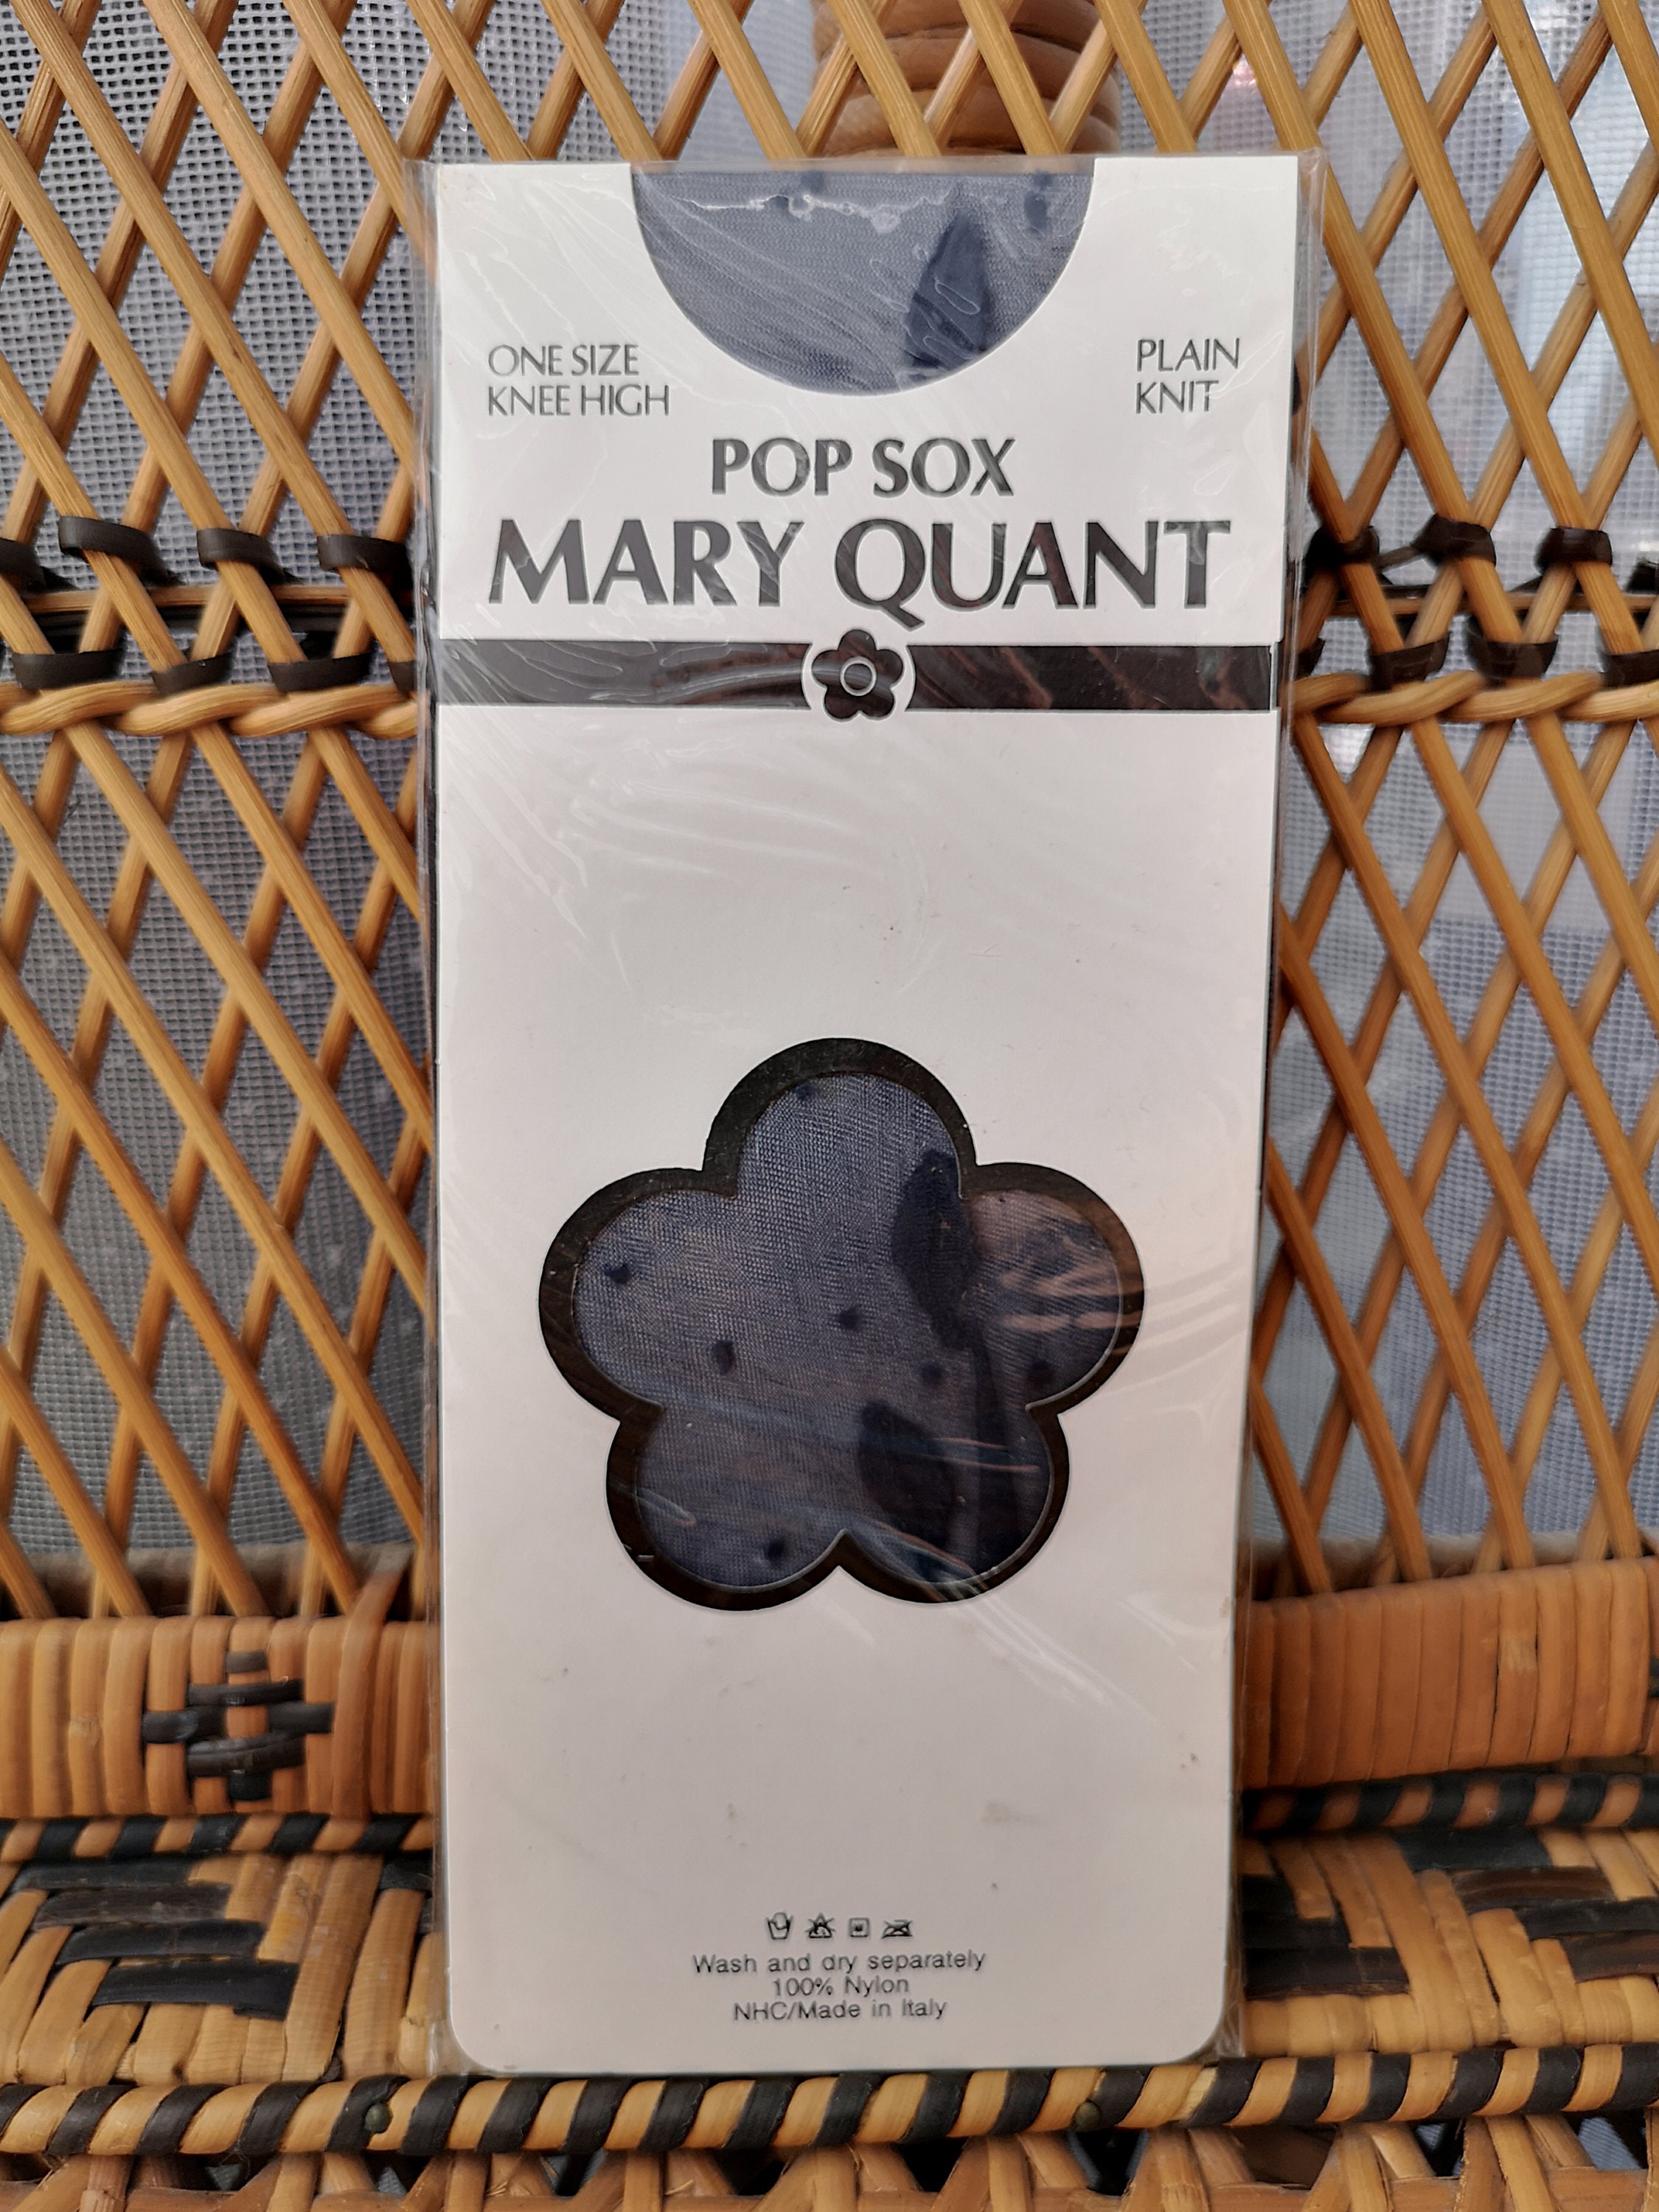 ONE SIZE
KNEE HIGH
PLAIN
KNIT
POP SOX
MARY QUANT
Wash and dry separately
100% Nylon
NHC/Made in Italy